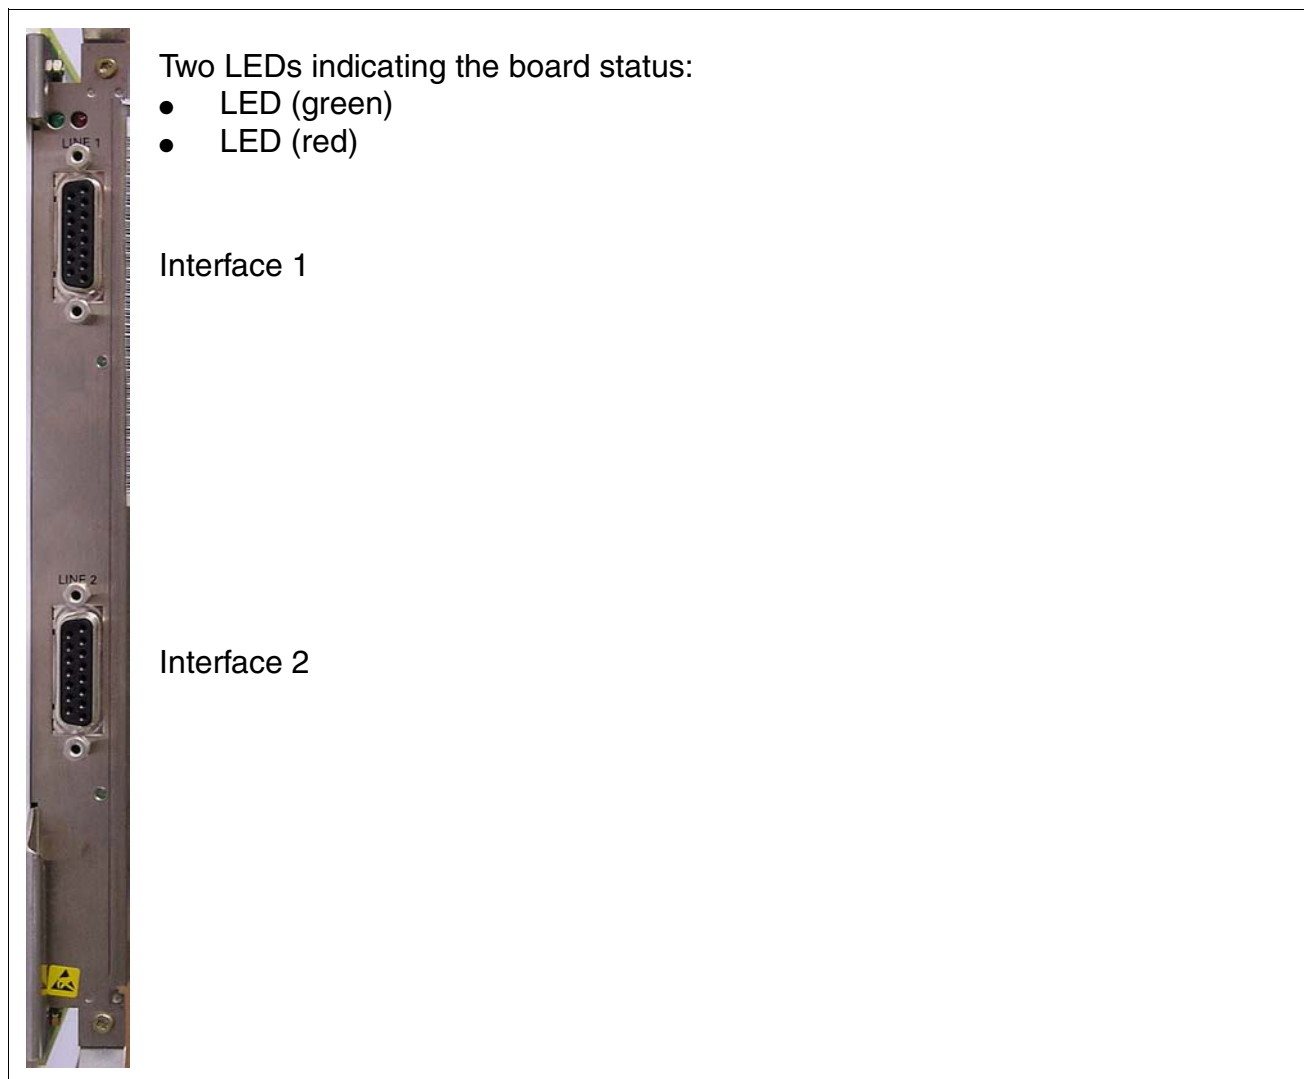 Two LEDs indicating the board status:
● LED (green)
● LED (red)
LINE 1
Interface 1
LINE 2
Interface 2